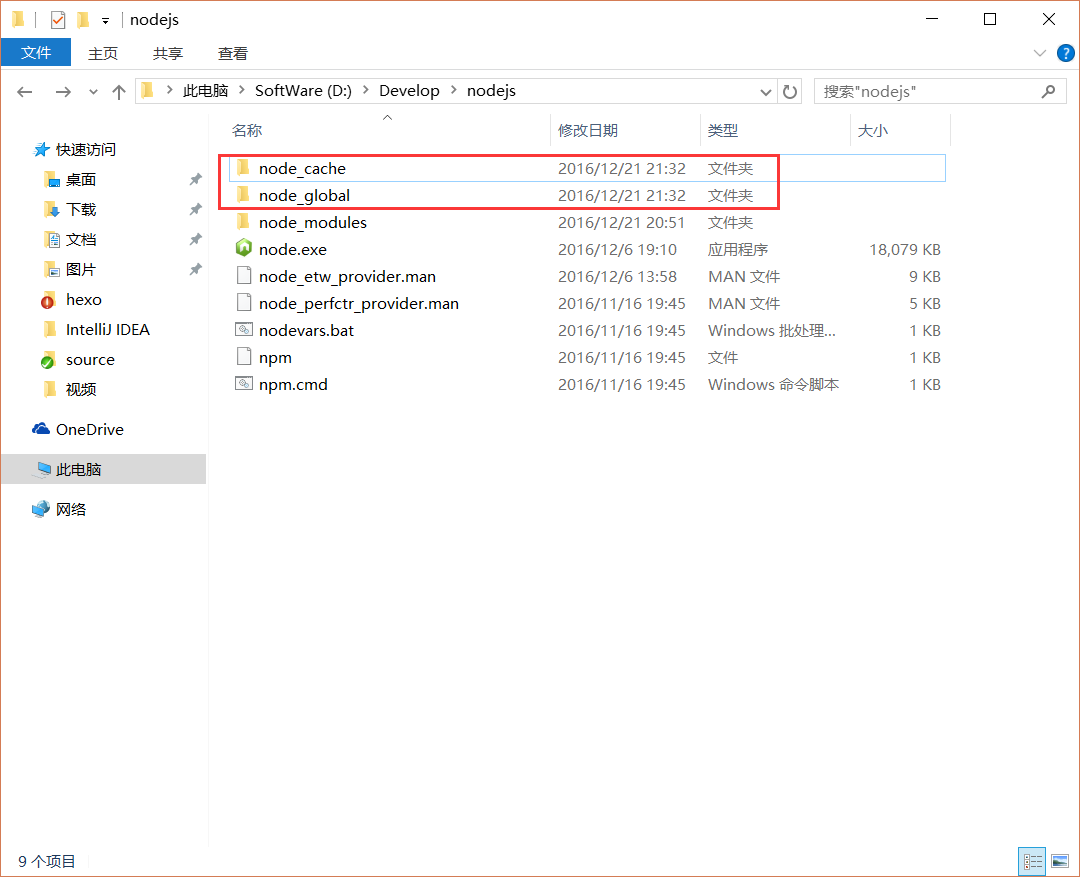 nodejs
文件 主页 共享 查看
此电脑 SoftWare (D:) Develop nodejs 搜索"nodejs"
名称 修改日期 类型 大小
快速访问
桌面
下载
文档
图片
hexo
IntelliJ IDEA
source
视频
OneDrive
此电脑
网络
node_cache 2016/12/21 21:32 文件夹
node_global 2016/12/21 21:32 文件夹
node_modules 2016/12/21 20:51 文件夹
node.exe 2016/12/6 19:10 应用程序 18,079 KB
node_etw_provider.man 2016/12/6 13:58 MAN 文件 9 KB
node_perfctr_provider.man 2016/11/16 19:45 MAN 文件 5 KB
nodevars.bat 2016/11/16 19:45 Windows 批处理... 1 KB
npm 2016/11/16 19:45 文件 1 KB
npm.cmd 2016/11/16 19:45 Windows 命令脚本 1 KB
9 个项目